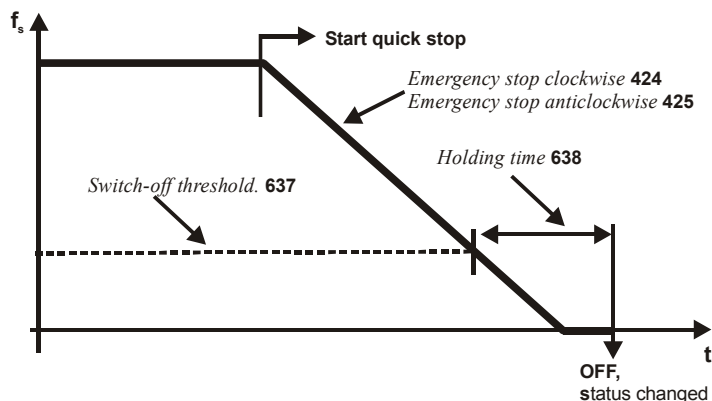 fs
Start quick stop
Emergency stop clockwise 424
Emergency stop anticlockwise 425
Holding time 638
Switch-off threshold. 637
t
OFF,
status changed